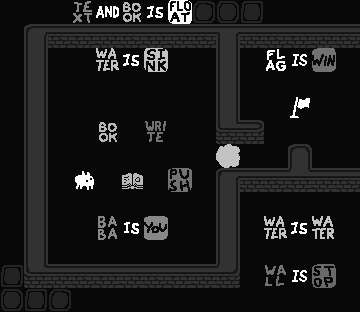 TEXT AND BOOK IS FLOAT
WATER IS SINK
FLAG IS WIN
BOOK WRITE
PUSH
BABA IS YOU
WATER IS WATER
WALL IS STOP